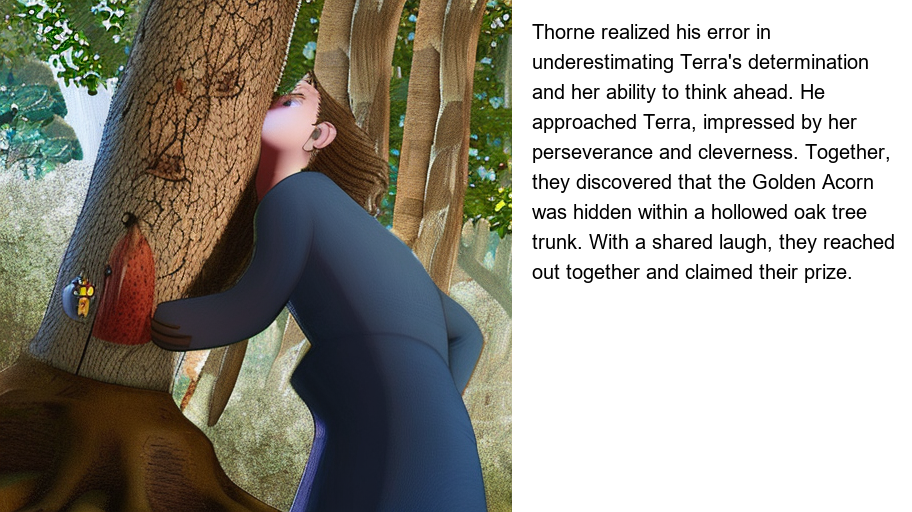 Thorne realized his error in
underestimating Terra's determination
and her ability to think ahead. He
approached Terra, impressed by her
perseverance and cleverness. Together,
they discovered that the Golden Acorn
was hidden within a hollowed oak tree
trunk. With a shared laugh, they reached
out together and claimed their prize.